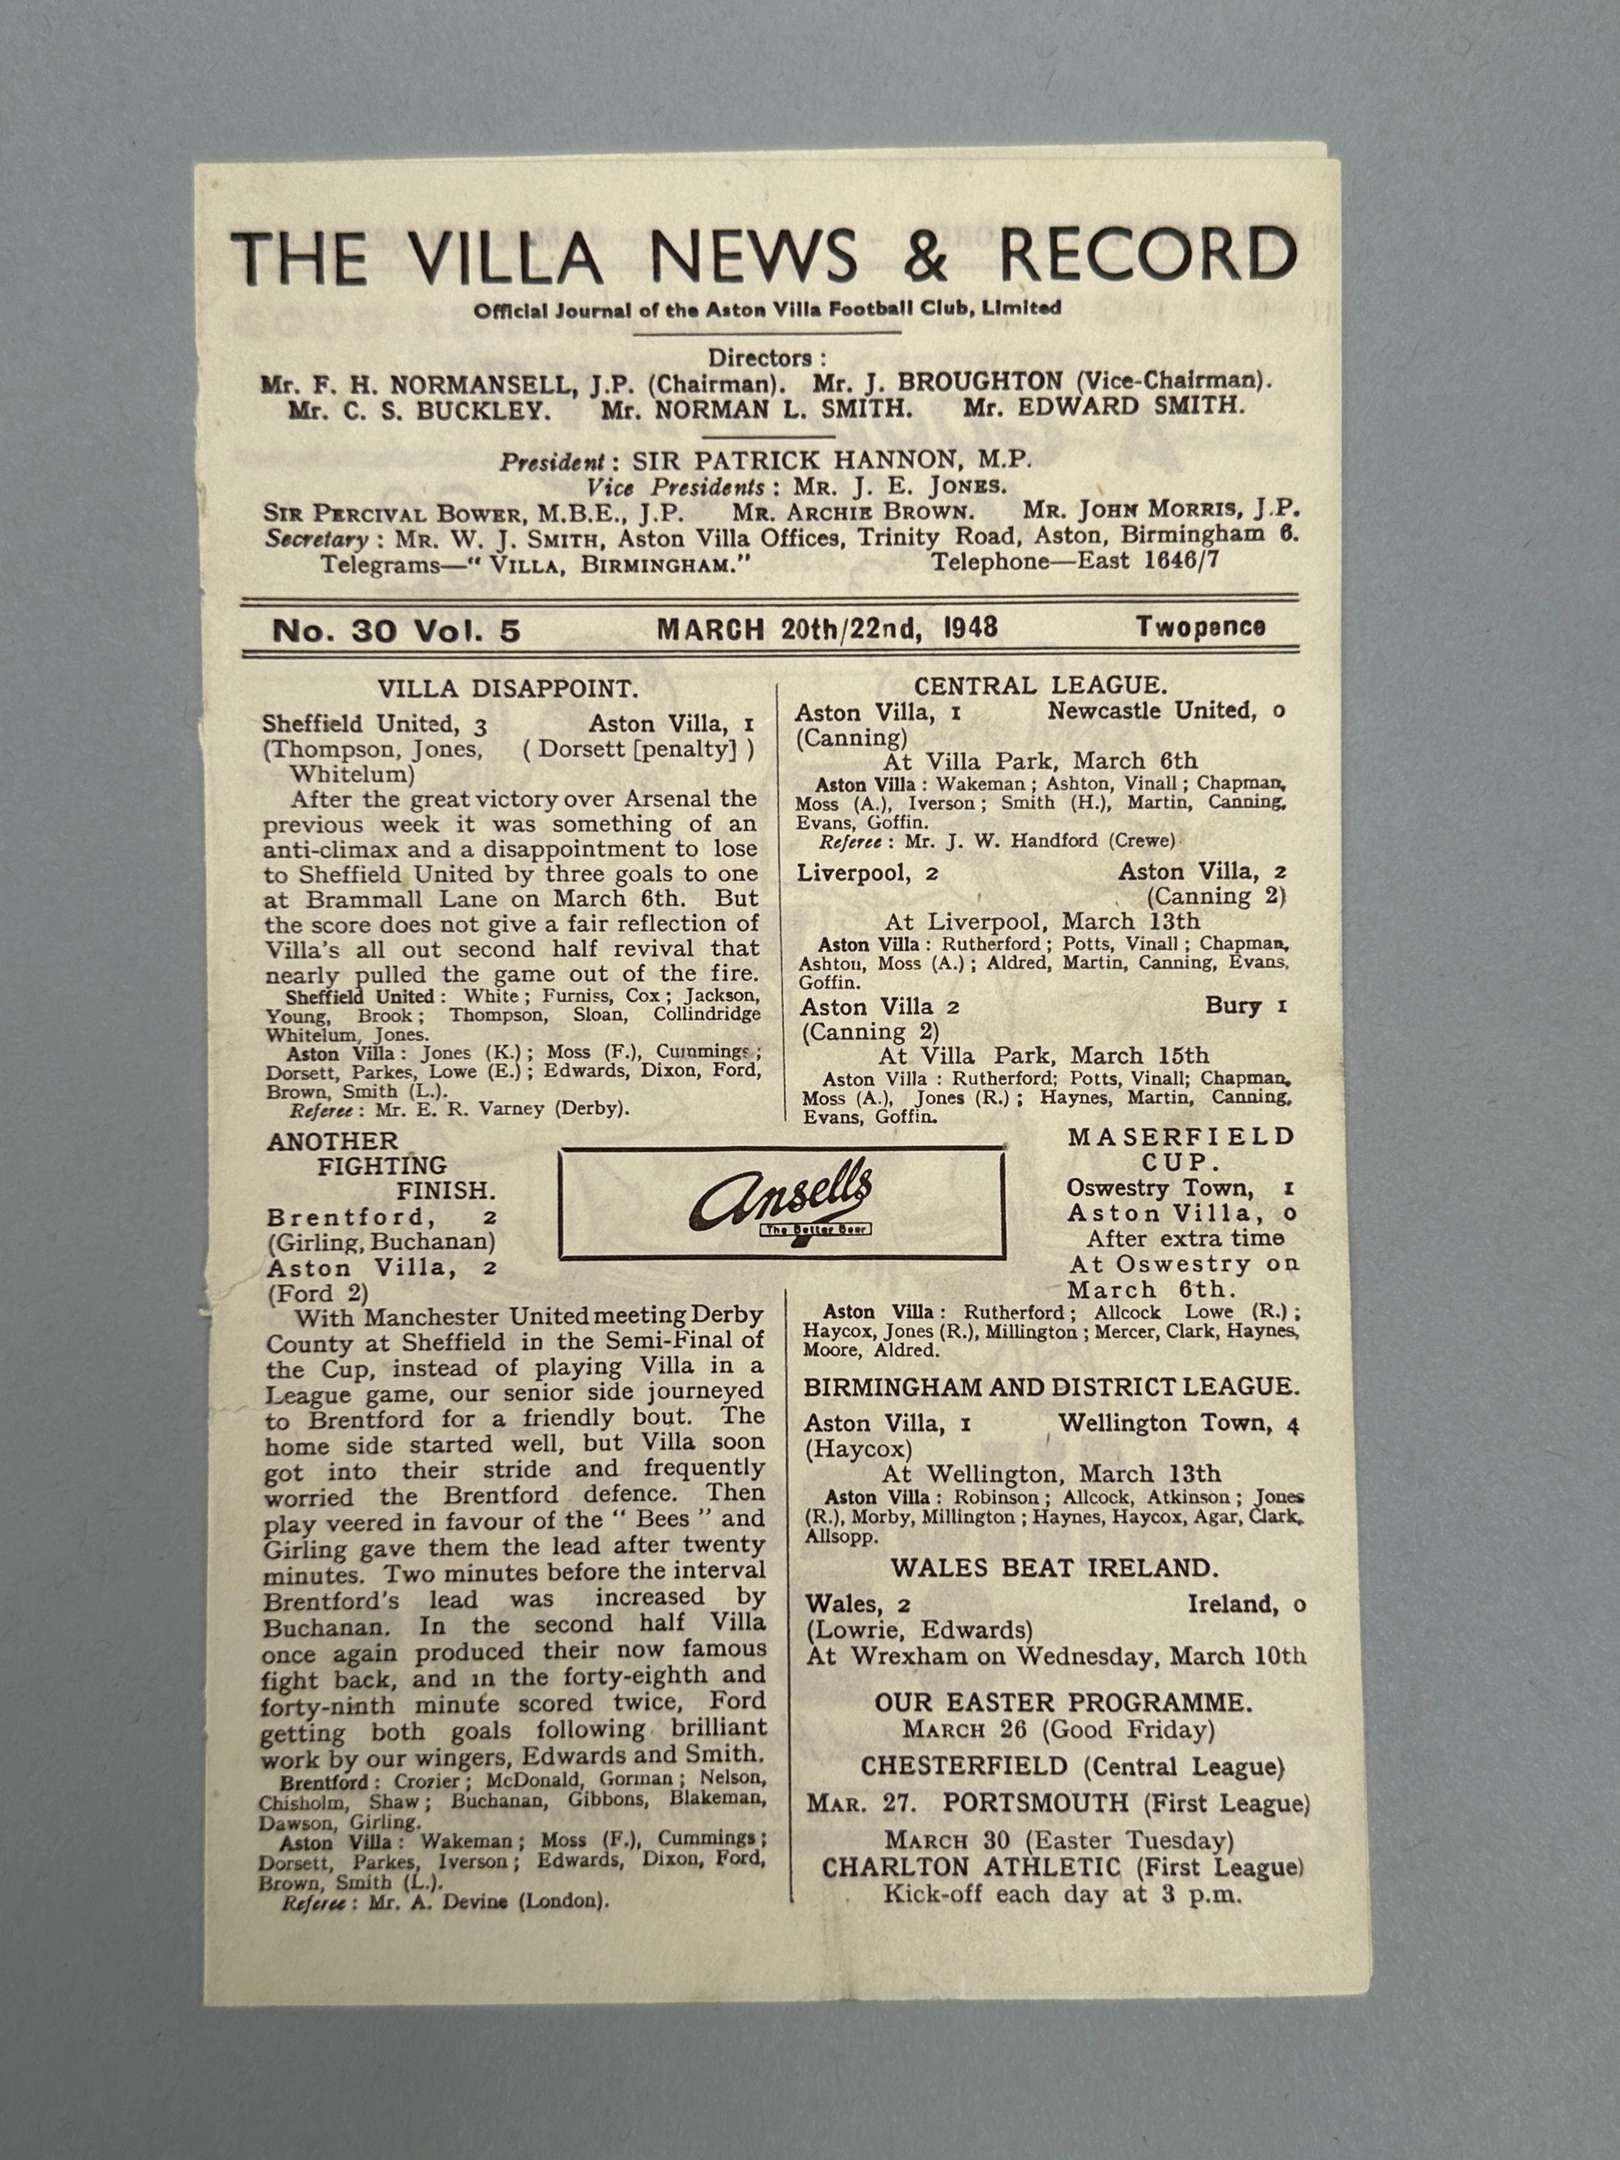 THE VILLA NEWS & RECORD
Official Journal of the Aston Villa Football Club, Limited
Directors :
Mr. F. H. NORMANSELL, J.P. (Chairman). Mr. J. BROUGHTON (Vice-Chairman).
Mr. C. S. BUCKLEY. Mr. NORMAN L. SMITH. Mr. EDWARD SMITH.
President : SIR PATRICK HANNON, M.P.
Vice Presidents : MR. J. E. JONES.
SIR PERCIVAL BOWER, M.B.E., J.P. MR. ARCHIE BROWN. MR. JOHN MORRIS, J.P.
Secretary : MR. W. J. SMITH, Aston Villa Offices, Trinity Road, Aston, Birmingham 6.
Telegrams—“ VILLA, BIRMINGHAM.” Telephone—East 1646/7
No. 30 Vol. 5 MARCH 20th/22nd, 1948 Twopence
VILLA DISAPPOINT.
Sheffield United, 3 Aston Villa, 1
(Thompson, Jones, ( Dorsett [penalty] )
Whitelum)
After the great victory over Arsenal the
previous week it was something of an
anti-climax and a disappointment to lose
to Sheffield United by three goals to one
at Brammall Lane on March 6th. But
the score does not give a fair reflection of
Villa's all out second half revival that
nearly pulled the game out of the fire.
Sheffield United : White ; Furniss, Cox ; Jackson,
Young, Brook ; Thompson, Sloan, Collindridge
Whitelum, Jones.
Aston Villa : Jones (K.) ; Moss (F.), Cummings ;
Dorsett, Parkes, Lowe (E.) ; Edwards, Dixon, Ford,
Brown, Smith (L.).
Referee : Mr. E. R. Varney (Derby).
ANOTHER
FIGHTING
FINISH.
Brentford, 2
(Girling, Buchanan)
Aston Villa, 2
(Ford 2)
With Manchester United meeting Derby
County at Sheffield in the Semi-Final of
the Cup, instead of playing Villa in a
League game, our senior side journeyed
to Brentford for a friendly bout. The
home side started well, but Villa soon
got into their stride and frequently
worried the Brentford defence. Then
play veered in favour of the “ Bees ” and
Girling gave them the lead after twenty
minutes. Two minutes before the interval
Brentford's lead was increased by
Buchanan. In the second half Villa
once again produced their now famous
fight back, and in the forty-eighth and
forty-ninth minute scored twice, Ford
getting both goals following brilliant
work by our wingers, Edwards and Smith.
Brentford : Crozier ; McDonald, Gorman ; Nelson,
Chisholm, Shaw ; Buchanan, Gibbons, Blakeman,
Dawson, Girling.
Aston Villa : Wakeman ; Moss (F.), Cummings ;
Dorsett, Parkes, Iverson ; Edwards, Dixon, Ford,
Brown, Smith (L.).
Referee : Mr. A. Devine (London).
Ansells
The Better Beer
CENTRAL LEAGUE.
Aston Villa, 1 Newcastle United, 0
(Canning)
At Villa Park, March 6th
Aston Villa : Wakeman ; Ashton, Vinall ; Chapman,
Moss (A.), Iverson ; Smith (H.), Martin, Canning,
Evans, Goffin.
Referee : Mr. J. W. Handford (Crewe)
Liverpool, 2 Aston Villa, 2
(Canning 2)
At Liverpool, March 13th
Aston Villa : Rutherford ; Potts, Vinall ; Chapman,
Ashton, Moss (A.) ; Aldred, Martin, Canning, Evans,
Goffin.
Aston Villa 2 Bury 1
(Canning 2)
At Villa Park, March 15th
Aston Villa : Rutherford; Potts, Vinall; Chapman,
Moss (A.), Jones (R.) ; Haynes, Martin, Canning,
Evans, Goffin.
MASERFIELD
CUP.
Oswestry Town, 1
Aston Villa, 0
After extra time
At Oswestry on
March 6th.
Aston Villa : Rutherford ; Allcock Lowe (R.) ;
Haycox, Jones (R.), Millington ; Mercer, Clark, Haynes,
Moore, Aldred.
BIRMINGHAM AND DISTRICT LEAGUE.
Aston Villa, 1 Wellington Town, 4
(Haycox)
At Wellington, March 13th
Aston Villa : Robinson ; Allcock, Atkinson ; Jones
(R.), Morby, Millington ; Haynes, Haycox, Agar, Clark,
Allsopp.
WALES BEAT IRELAND.
Wales, 2 Ireland, 0
(Lowrie, Edwards)
At Wrexham on Wednesday, March 10th
OUR EASTER PROGRAMME.
MARCH 26 (Good Friday)
CHESTERFIELD (Central League)
MAR. 27. PORTSMOUTH (First League)
MARCH 30 (Easter Tuesday)
CHARLTON ATHLETIC (First League)
Kick-off each day at 3 p.m.